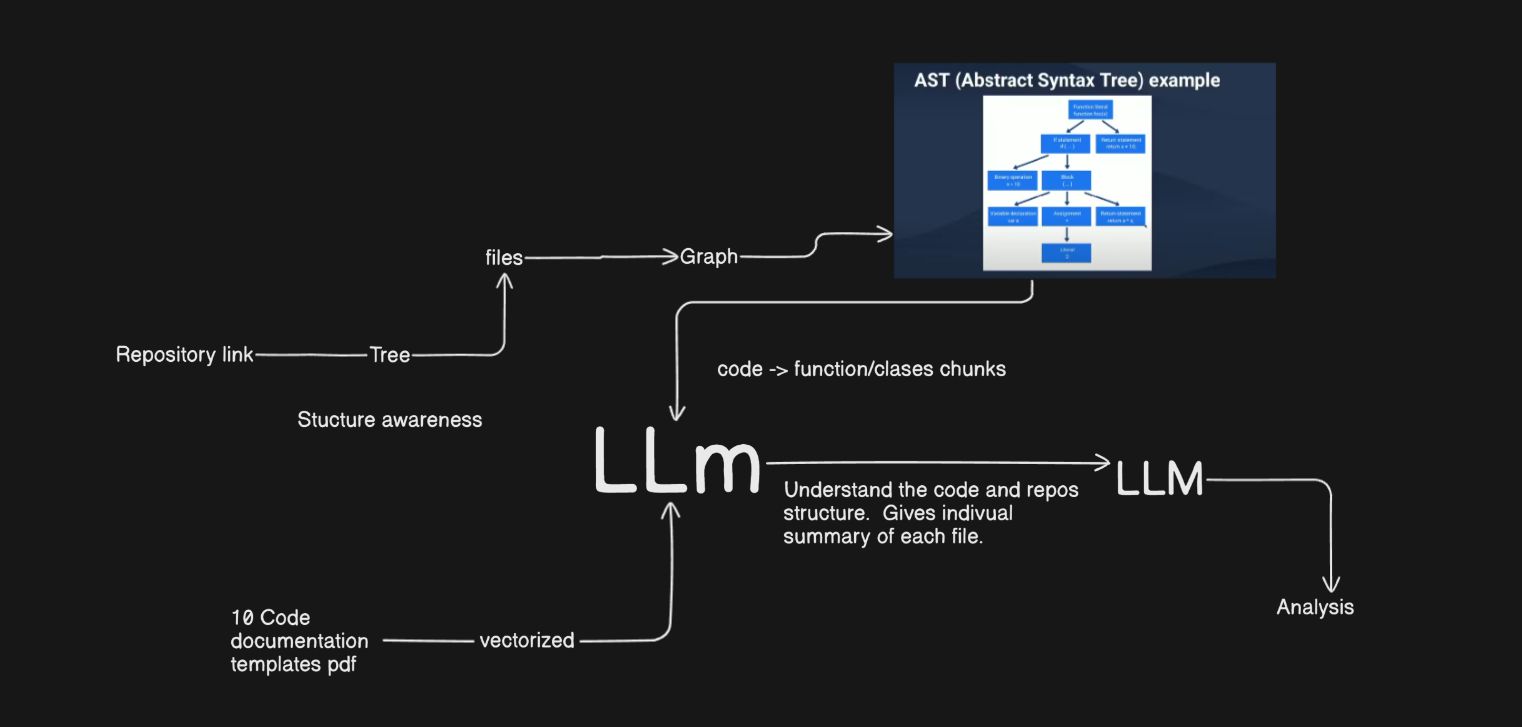 AST (Abstract Syntax Tree) example
Function literal
function foo(x)
If statement
if (...)
Return statement
return x + 10;
Binary operation
x > 10
Block
{...}
Variable declaration
var a
Assignment
=
Return statement
return a * x;
Literal
2
files
Graph
Repository link
Tree
code -> function/clases chunks
Stucture awareness
LLm
LLM
Understand the code and repos
structure. Gives indivual
summary of each file.
Analysis
10 Code
documentation
templates pdf
vectorized